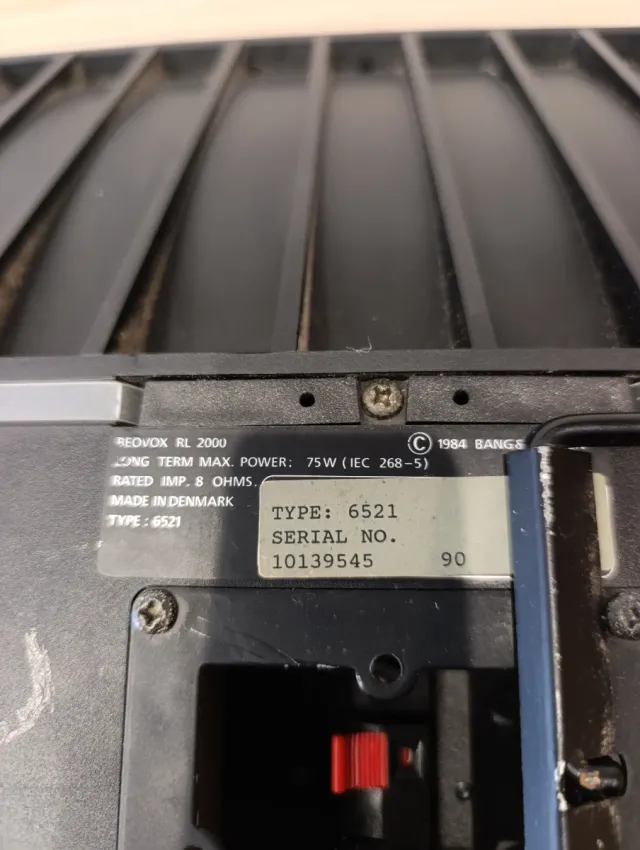 BEOVOX RL 2000
© 1984 BANG &
LONG TERM MAX. POWER: 75W (IEC 268-5)
RATED IMP. 8 OHMS.
MADE IN DENMARK
TYPE: 6521
TYPE: 6521
SERIAL NO.
10139545 90